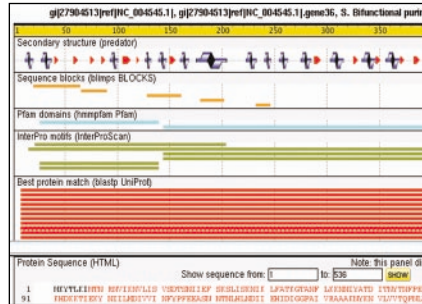 gi|27904513|ref|NC_004545.1|, gi|27904513|ref|NC_004545.1|.gene36, S. Bifunctional purin
1 50 100 150 200 250 300 350
Secondary structure (predator)
Sequence blocks (blimps BLOCKS)
Pfam domains (hmmpfam Pfam)
InterPro motifs (InterProScan)
Best protein match (blastp UniProt)
Protein Sequence (HTML) Note: this panel di
Show sequence from: 1 to: 536 SHOW
1
91